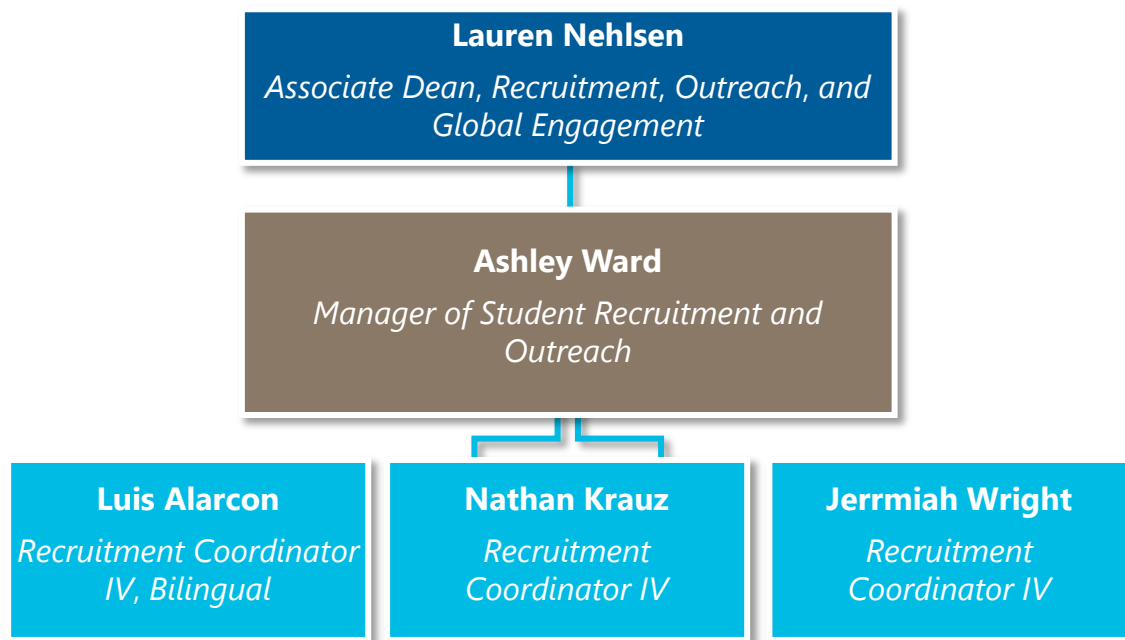 Lauren Nehlsen
Associate Dean, Recruitment, Outreach, and
Global Engagement
Ashley Ward
Manager of Student Recruitment and
Outreach
Luis Alarcon
Recruitment Coordinator
IV, Bilingual
Nathan Krauz
Recruitment
Coordinator IV
Jerrmiah Wright
Recruitment
Coordinator IV